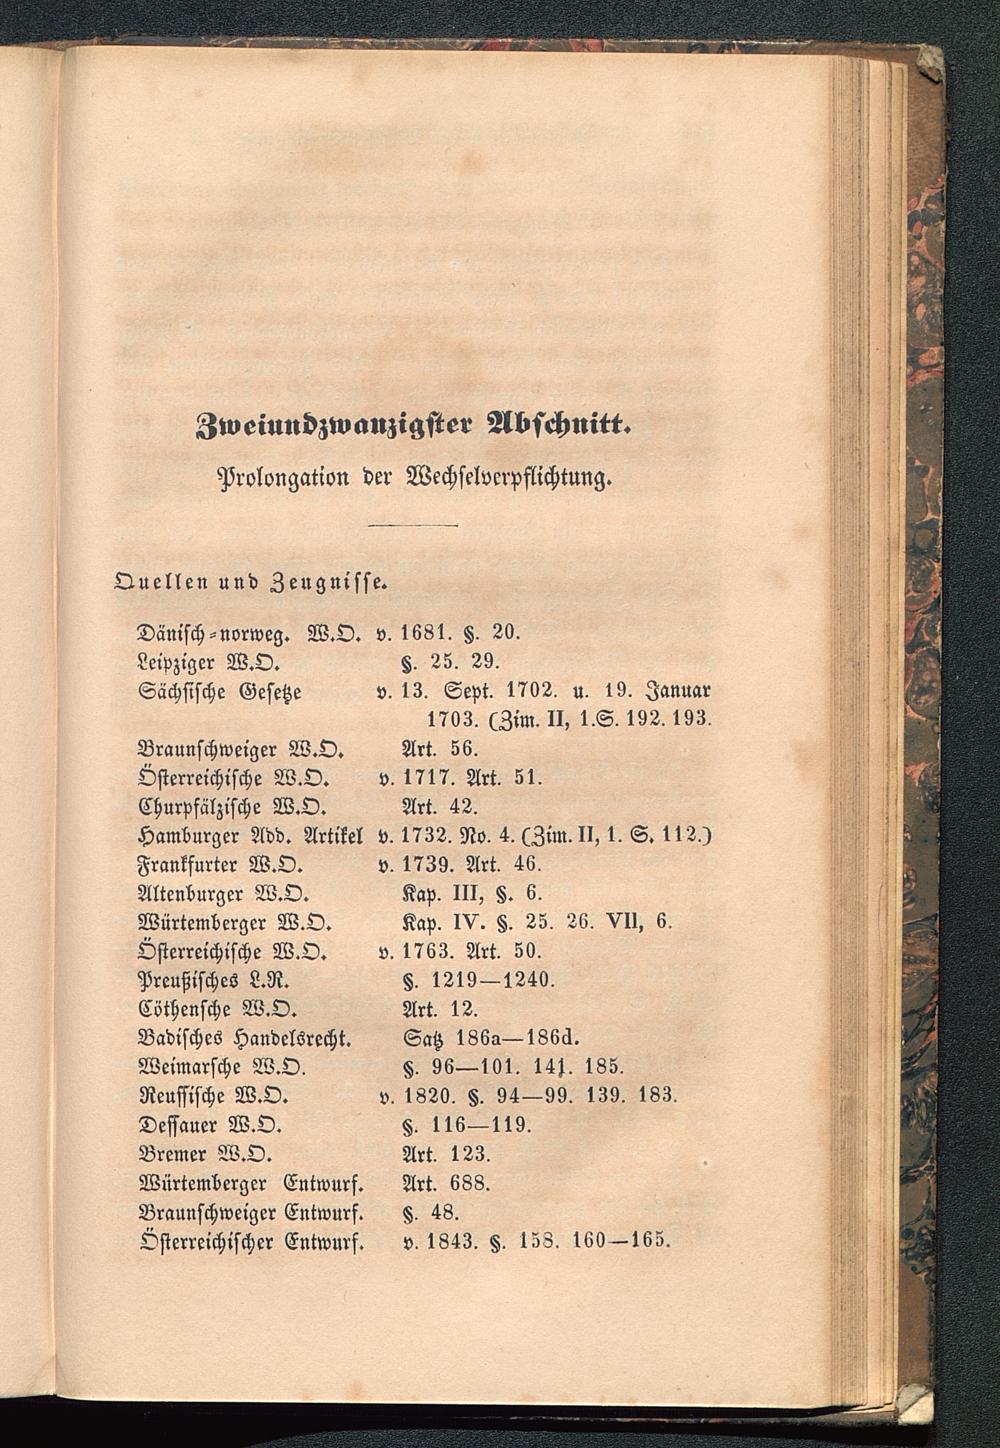 Zweiundzwanzigster Abschnitt.
Prolongation der Wechselverpflichtung.
Quellen und Zeugnisse.
Dänisch=norweg. W.O. v. 1681. §. 20.
Leipziger W.O. §. 25. 29.
Sächsische Gesetze v. 13. Sept. 1702. u. 19. Januar
1703. (Zim. II, 1.S. 192. 193.
Braunschweiger W.O. Art. 56.
Österreichische W.O. v. 1717. Art. 51.
Churpfälzische W.O. Art. 42.
Hamburger Add. Artikel v. 1732. No. 4. (Zim. II, 1. S. 112.)
Frankfurter W.O. v. 1739. Art. 46.
Altenburger W.O. Kap. III, §. 6.
Würtemberger W.O. Kap. IV. §. 25. 26. VII, 6.
Österreichische W.O. v. 1763. Art. 50.
Preußisches L.R. §. 1219—1240.
Cöthensche W.O. Art. 12.
Badisches Handelsrecht. Satz 186a—186d.
Weimarsche W.O. §. 96—101. 141. 185.
Reussische W.O. v. 1820. §. 94—99. 139. 183.
Dessauer W.O. §. 116—119.
Bremer W.O. Art. 123.
Würtemberger Entwurf. Art. 688.
Braunschweiger Entwurf. §. 48.
Österreichischer Entwurf. v. 1843. §. 158. 160—165.